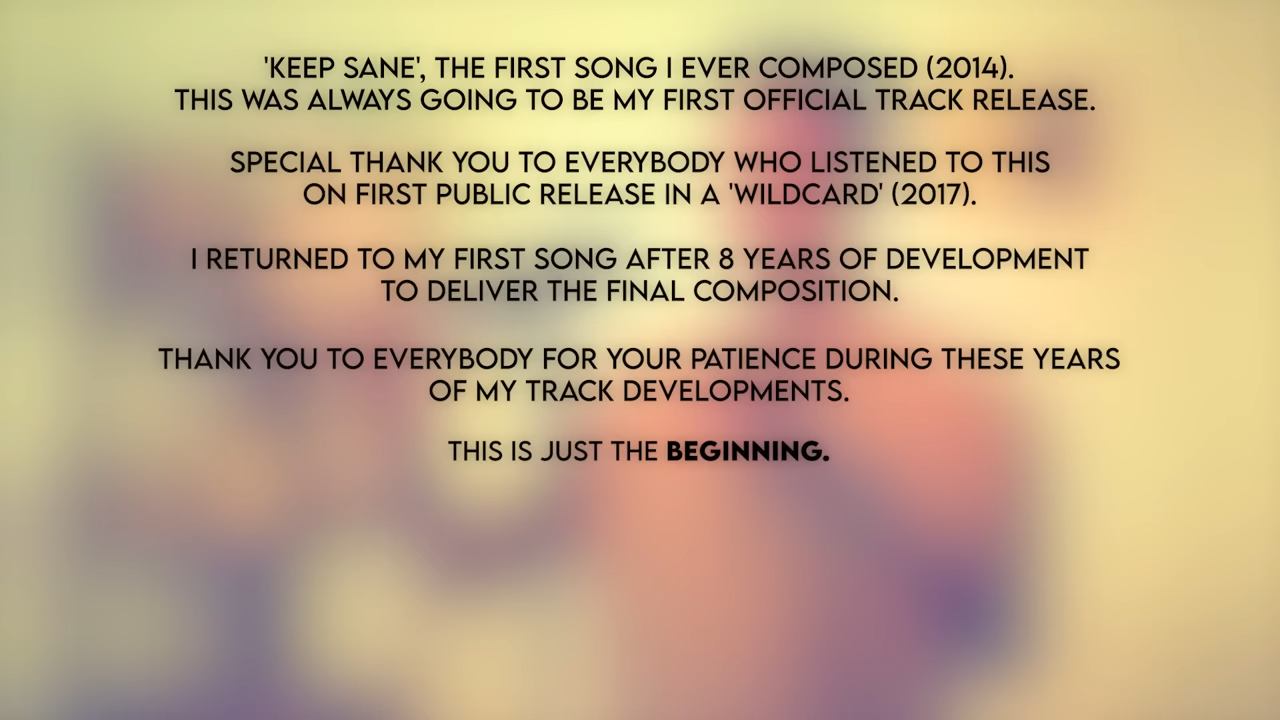 'KEEP SANE', THE FIRST SONG I EVER COMPOSED (2014).
THIS WAS ALWAYS GOING TO BE MY FIRST OFFICIAL TRACK RELEASE.
SPECIAL THANK YOU TO EVERYBODY WHO LISTENED TO THIS
ON FIRST PUBLIC RELEASE IN A 'WILDCARD' (2017).
I RETURNED TO MY FIRST SONG AFTER 8 YEARS OF DEVELOPMENT
TO DELIVER THE FINAL COMPOSITION.
THANK YOU TO EVERYBODY FOR YOUR PATIENCE DURING THESE YEARS
OF MY TRACK DEVELOPMENTS.
THIS IS JUST THE BEGINNING.